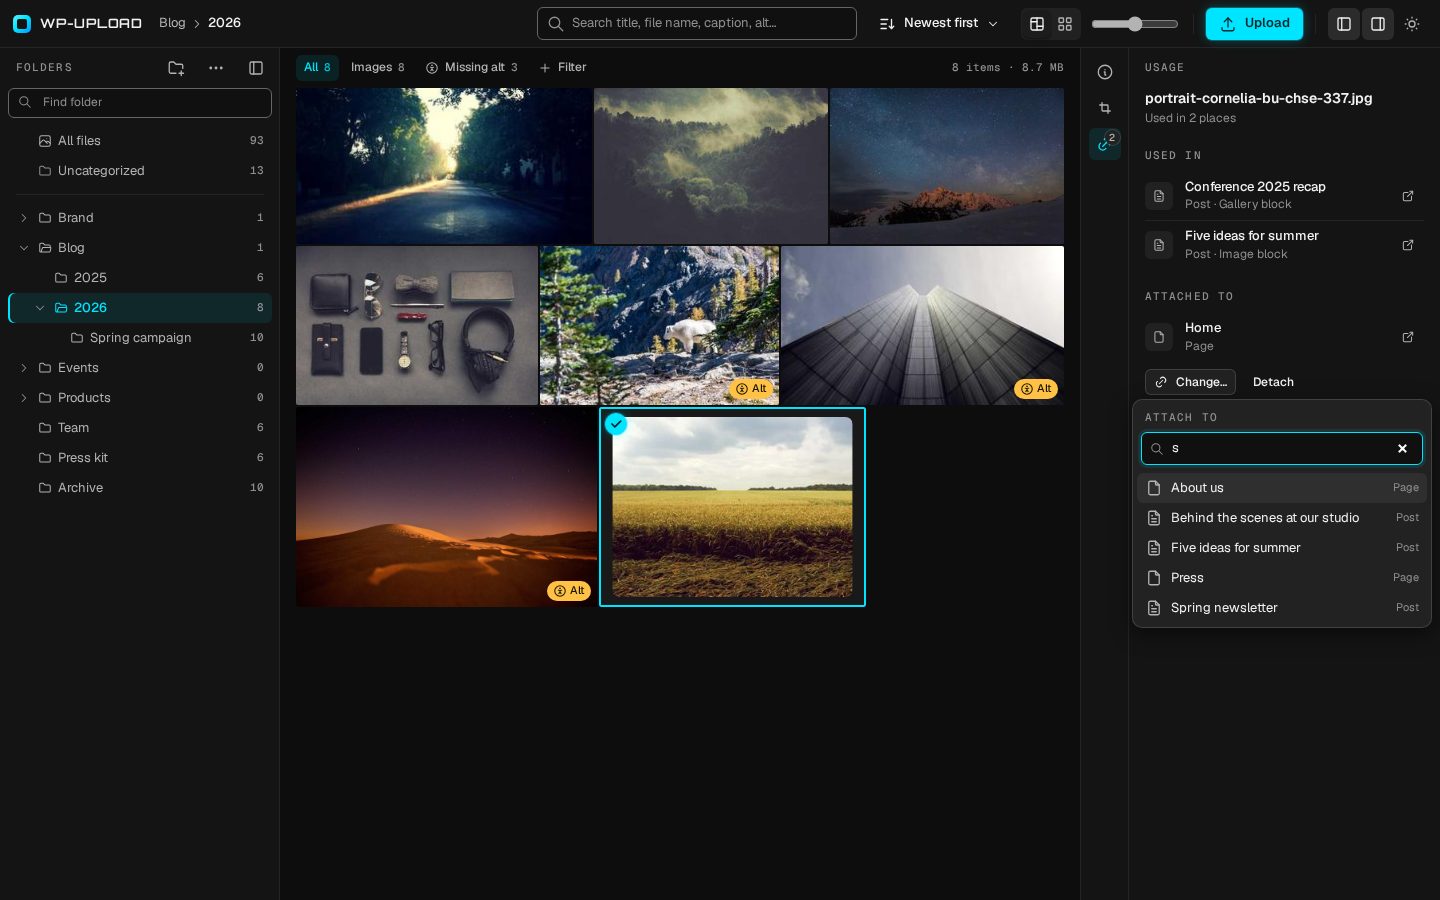 WP-UPLOAD
Blog
2026
Search title, file name, caption, alt…
Newest first
Upload
FOLDERS
Find folder
All files 93
Uncategorized 13
Brand 1
Blog 1
2025 6
2026 8
Spring campaign 10
Events 0
Products 0
Team 6
Press kit 6
Archive 10
All 8
Images 8
Missing alt 3
Filter
8 items · 8.7 MB
Alt
Alt
Alt
2
USAGE
portrait-cornelia-bu-chse-337.jpg
Used in 2 places
USED IN
Conference 2025 recap
Post · Gallery block
Five ideas for summer
Post · Image block
ATTACHED TO
Home
Page
Change…
Detach
ATTACH TO
s
About us Page
Behind the scenes at our studio Post
Five ideas for summer Post
Press Page
Spring newsletter Post